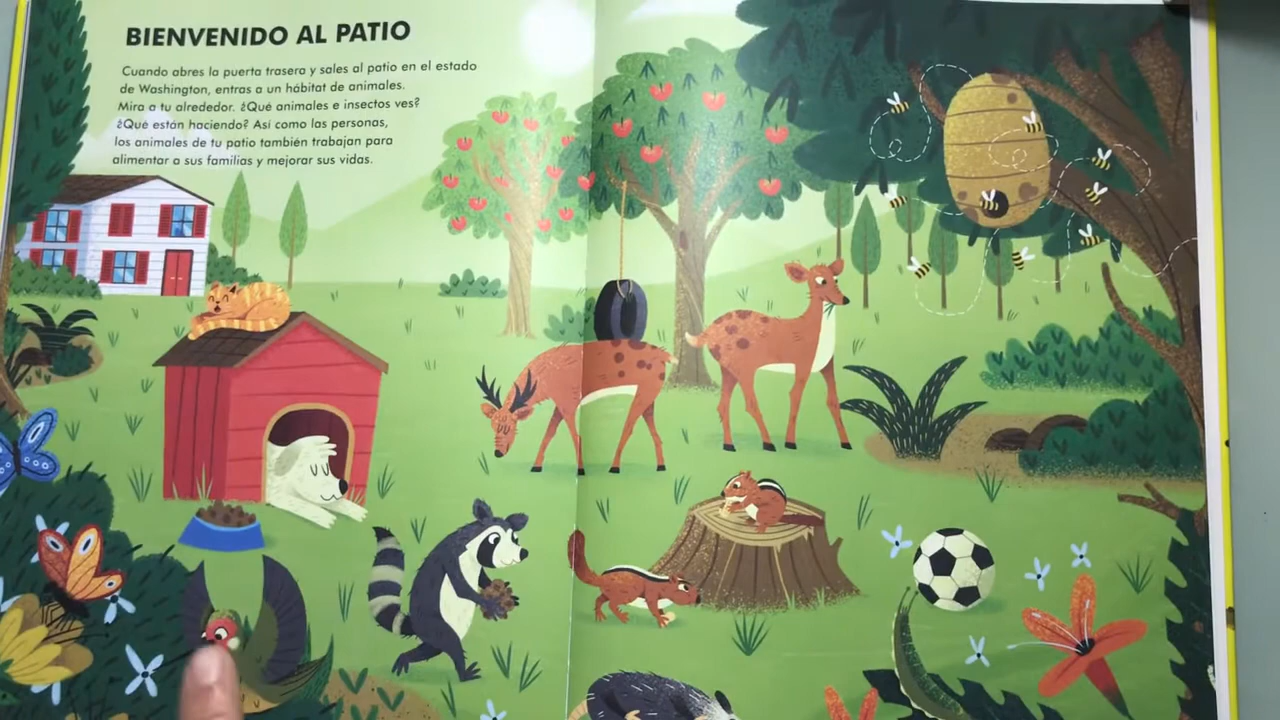 BIENVENIDO AL PATIO
Cuando abres la puerta trasera y sales al patio en el estado
de Washington, entras a un hábitat de animales.
Mira a tu alrededor. ¿Qué animales e insectos ves?
¿Qué están haciendo? Así como las personas,
los animales de tu patio también trabajan para
alimentar a sus familias y mejorar sus vidas.